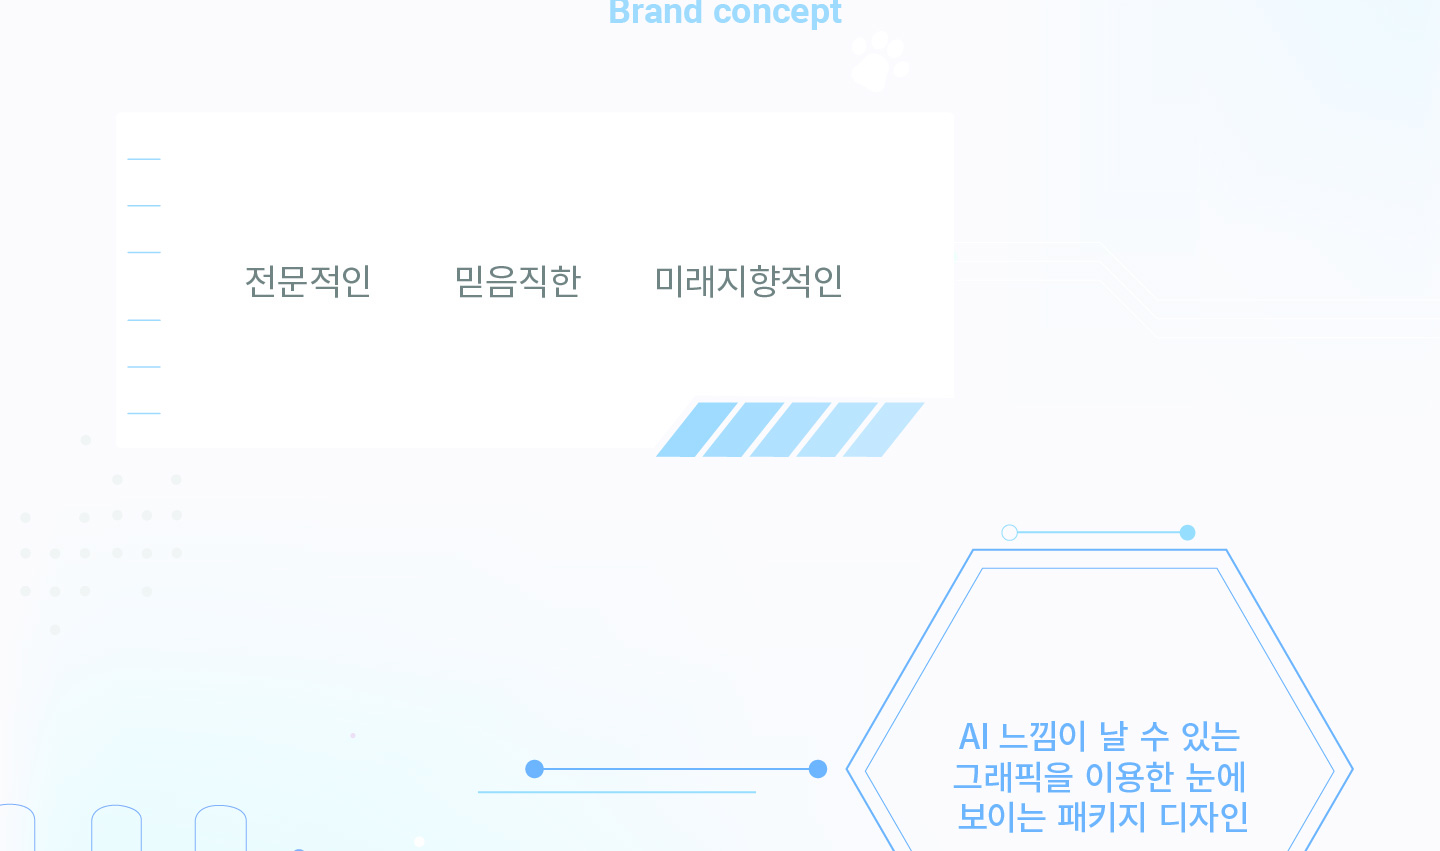 Brand concept
전문적인 믿음직한 미래지향적인
AI 느낌이 날 수 있는
그래픽을 이용한 눈에
보이는 패키지 디자인